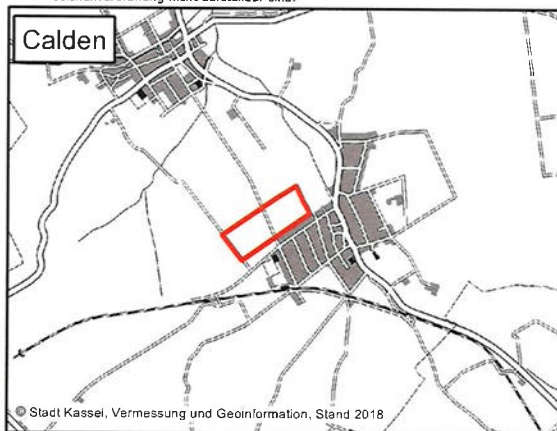 Calden
© Stadt Kassel, Vermessung und Geoinformation, Stand 2018